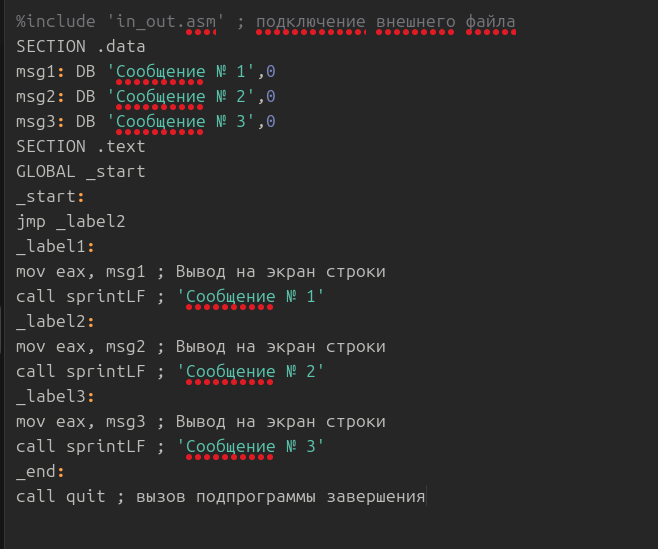 %include 'in_out.asm' ; подключение внешнего файла
SECTION .data
msg1: DB 'Сообщение № 1',0
msg2: DB 'Сообщение № 2',0
msg3: DB 'Сообщение № 3',0
SECTION .text
GLOBAL _start
_start:
jmp _label2
_label1:
mov eax, msg1 ; Вывод на экран строки
call sprintLF ; 'Сообщение № 1'
_label2:
mov eax, msg2 ; Вывод на экран строки
call sprintLF ; 'Сообщение № 2'
_label3:
mov eax, msg3 ; Вывод на экран строки
call sprintLF ; 'Сообщение № 3'
_end:
call quit ; вызов подпрограммы завершения